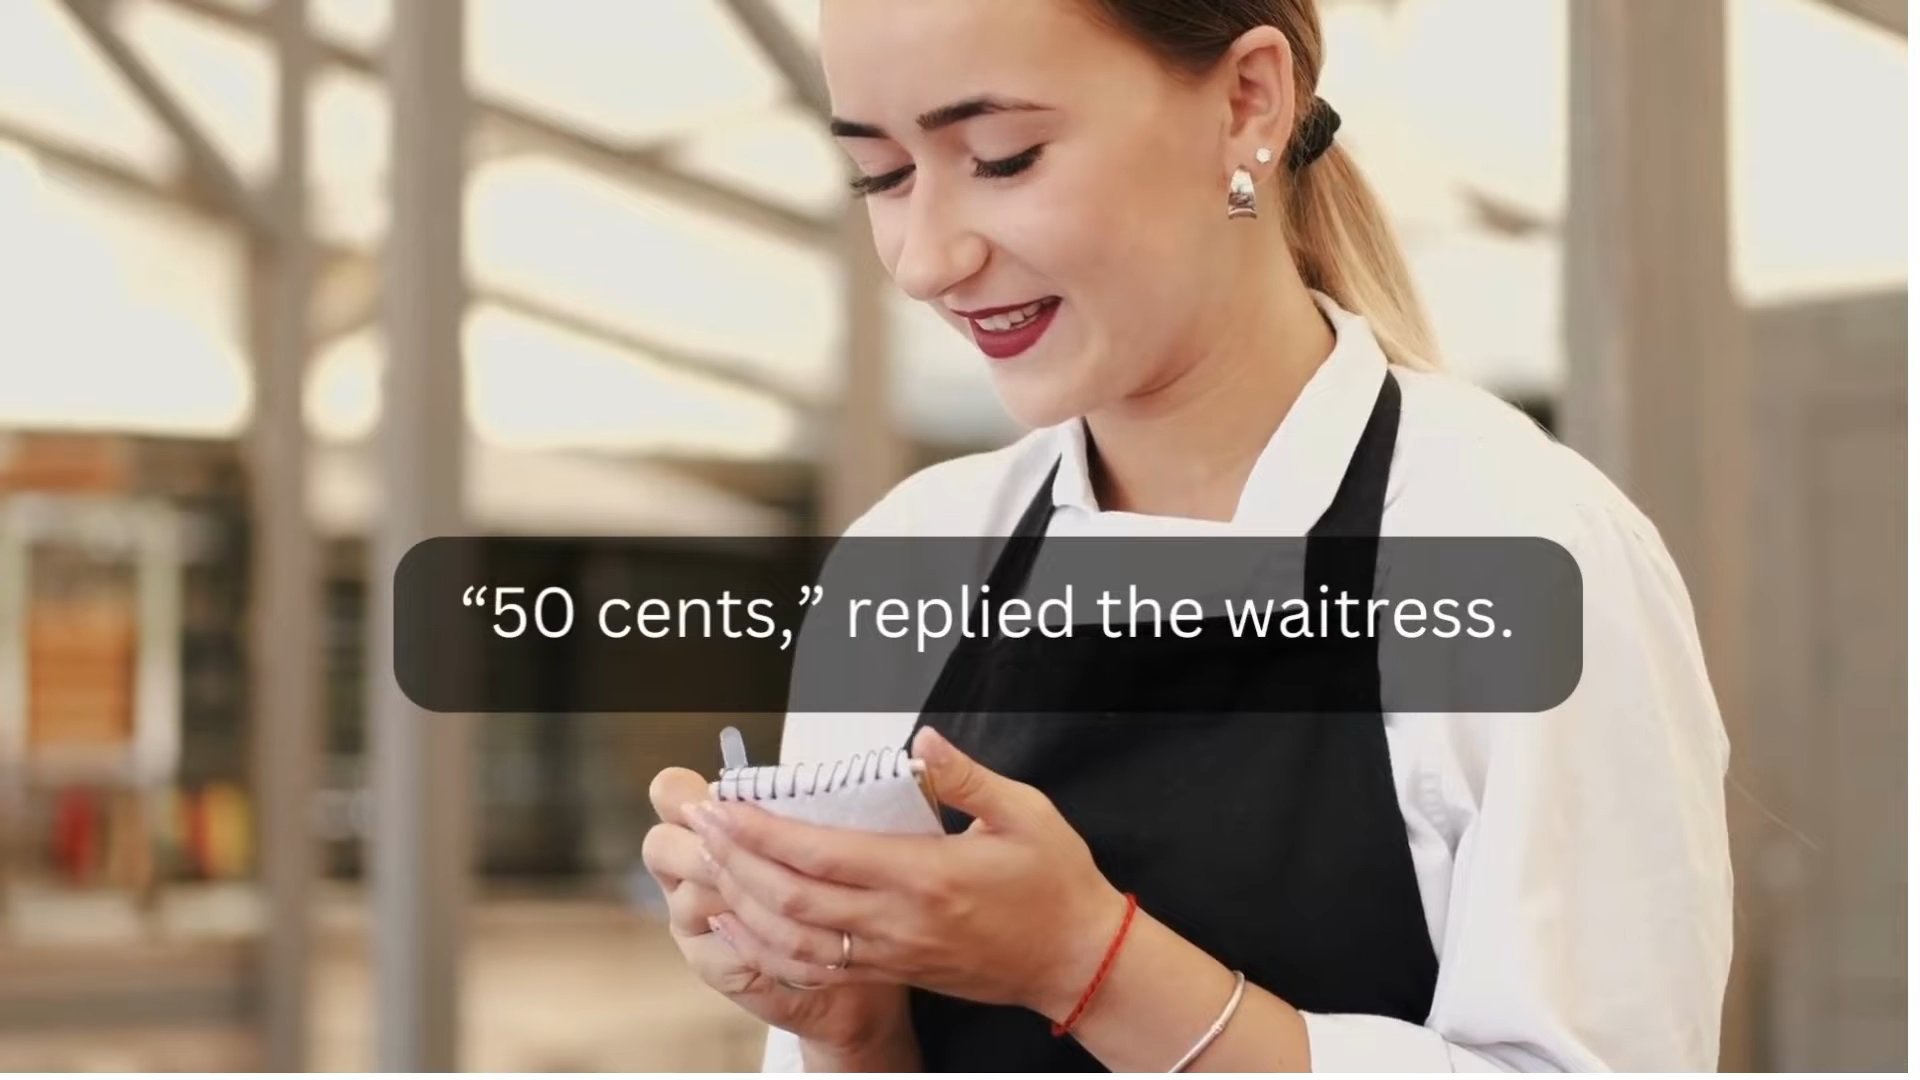 “50 cents,” replied the waitress.